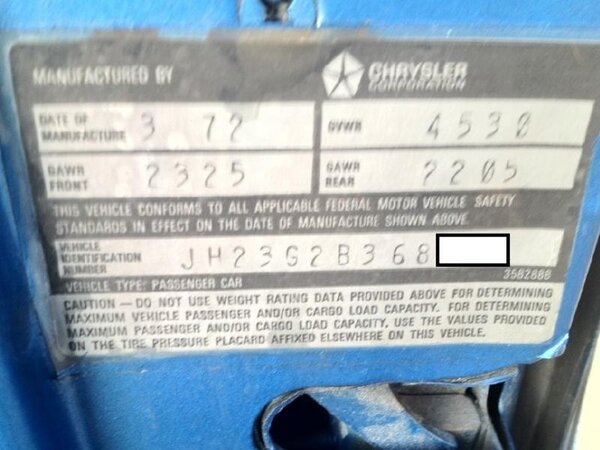 MANUFACTURED BY CHRYSLER CORPORATION
DATE OF MANUFACTURE 3 72 GVWR 4530
GAWR FRONT 2325 GAWR REAR 2205
THIS VEHICLE CONFORMS TO ALL APPLICABLE FEDERAL MOTOR VEHICLE SAFETY
STANDARDS IN EFFECT ON THE DATE OF MANUFACTURE SHOWN ABOVE.
VEHICLE IDENTIFICATION NUMBER JH23G2B368
VEHICLE TYPE: PASSENGER CAR 3582888
CAUTION – DO NOT USE WEIGHT RATING DATA PROVIDED ABOVE FOR DETERMINING
MAXIMUM VEHICLE PASSENGER AND/OR CARGO LOAD CAPACITY. FOR DETERMINING
MAXIMUM PASSENGER AND/OR CARGO LOAD CAPACITY, USE THE VALUES PROVIDED
ON THE TIRE PRESSURE PLACARD AFFIXED ELSEWHERE ON THIS VEHICLE.